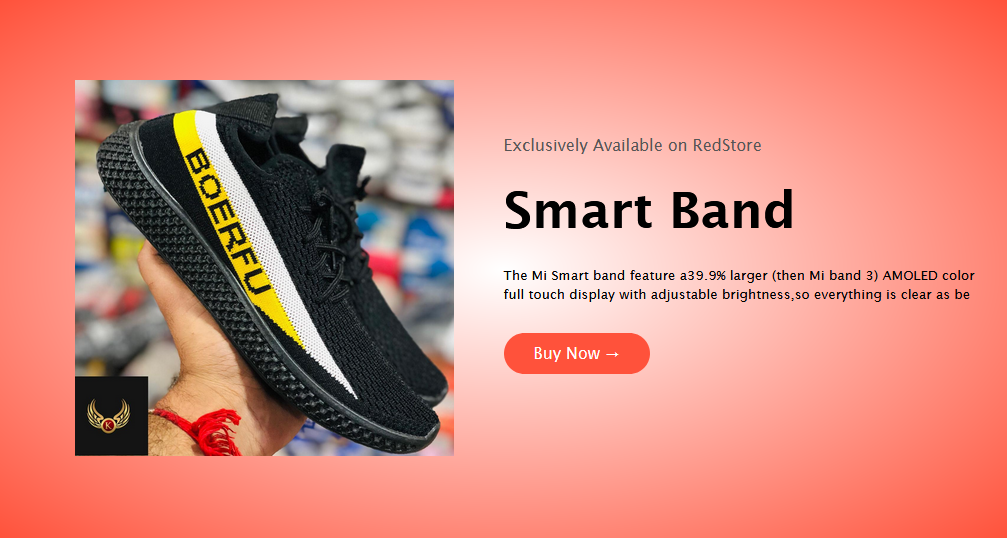 BOERFU
K
Exclusively Available on RedStore
Smart Band
The Mi Smart band feature a39.9% larger (then Mi band 3) AMOLED color
full touch display with adjustable brightness,so everything is clear as be
Buy Now →